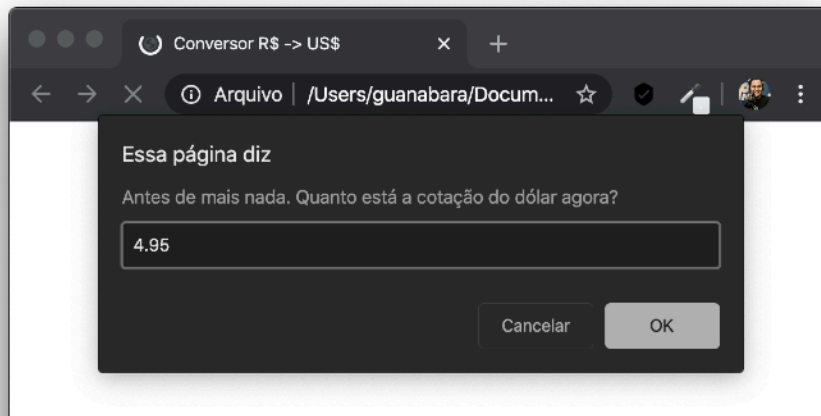 Conversor R$ -> US$
Arquivo | /Users/guanabara/Docum...
Essa página diz
Antes de mais nada. Quanto está a cotação do dólar agora?
4.95
Cancelar
OK